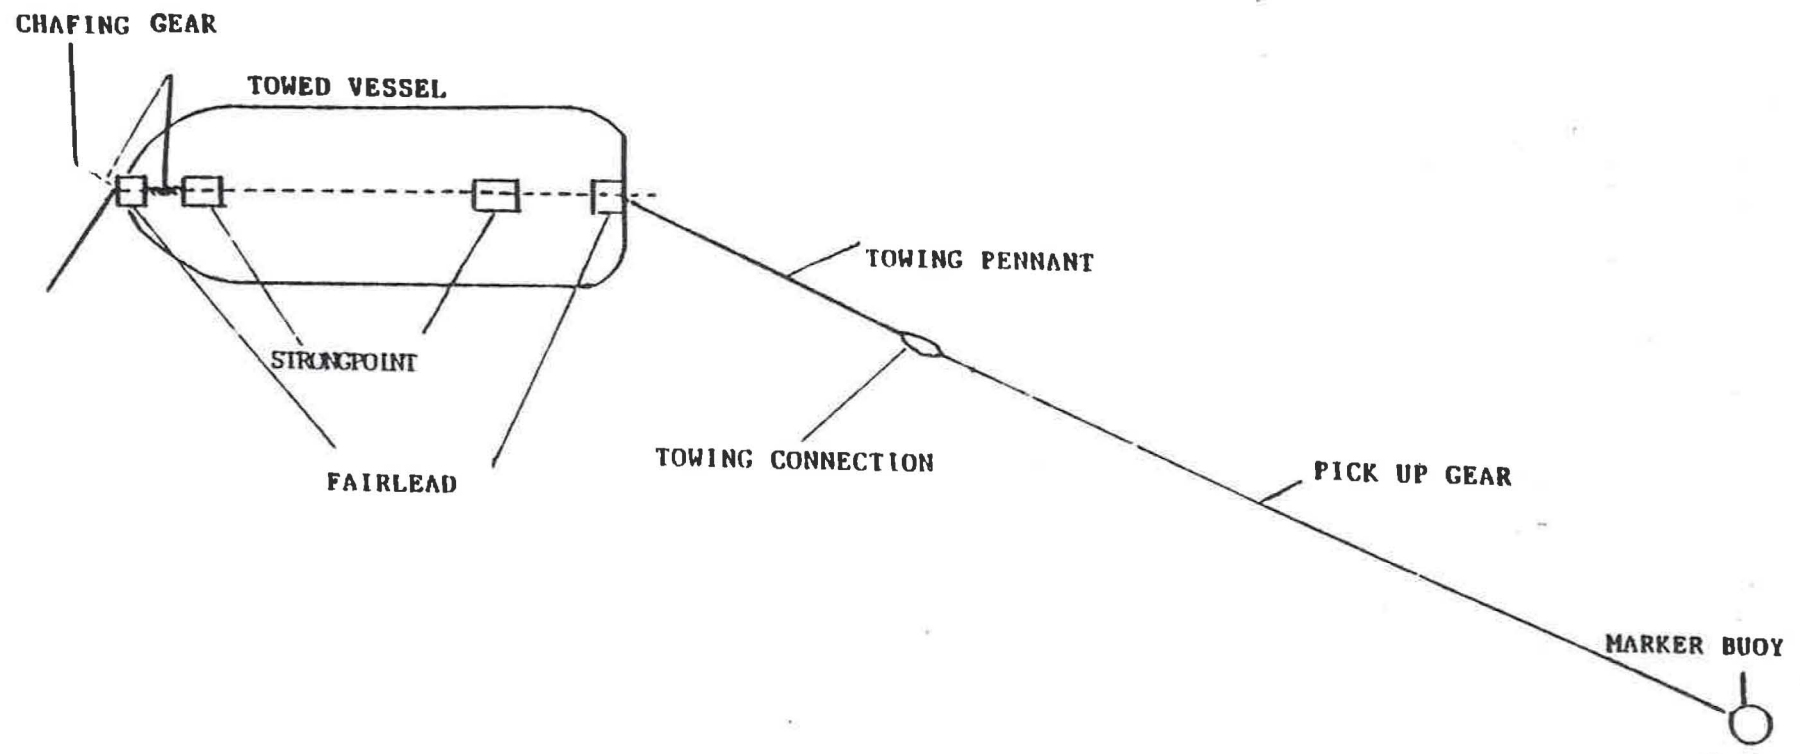 CHAFING GEAR
TOWED VESSEL
TOWING PENNANT
STRONGPOINT
TOWING CONNECTION
FAIRLEAD
PICK UP GEAR
MARKER BUOY